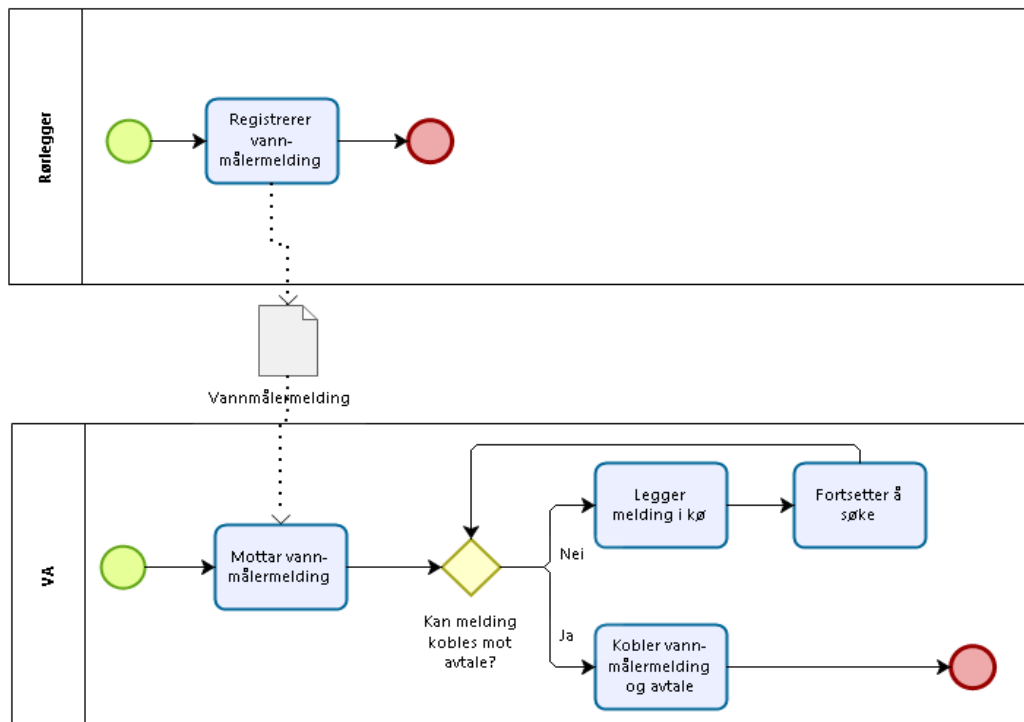 Rørlegger
Registrerer
vann-
målermelding
Vannmålermelding
VA
Mottar vann-
målermelding
Kan melding
kobles mot
avtale?
Nei
Legger
melding i kø
Fortsetter å
søke
Ja
Kobler vann-
målermelding
og avtale